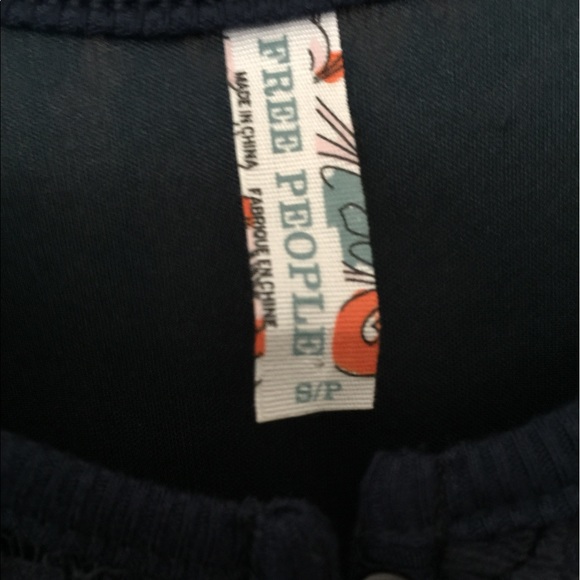 FREE PEOPLE
MADE IN CHINA FABRIQUE EN CHINE
S/P